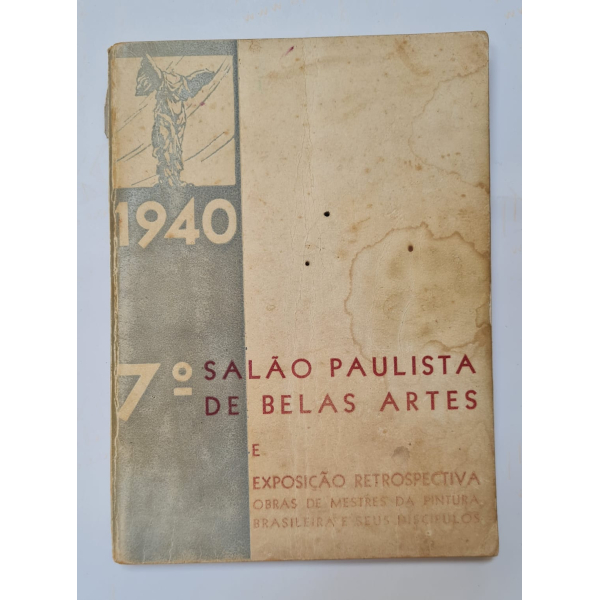 1940
7º SALÃO PAULISTA
DE BELAS ARTES
E
EXPOSIÇÃO RETROSPECTIVA
OBRAS DE MESTRES DA PINTURA
BRASILEIRA E SEUS DISCIPULOS